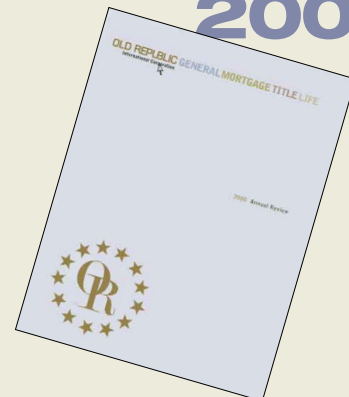 200
OLD REPUBLIC GENERAL MORTGAGE TITLE LIFE
International Corporation
Annual Review
OR